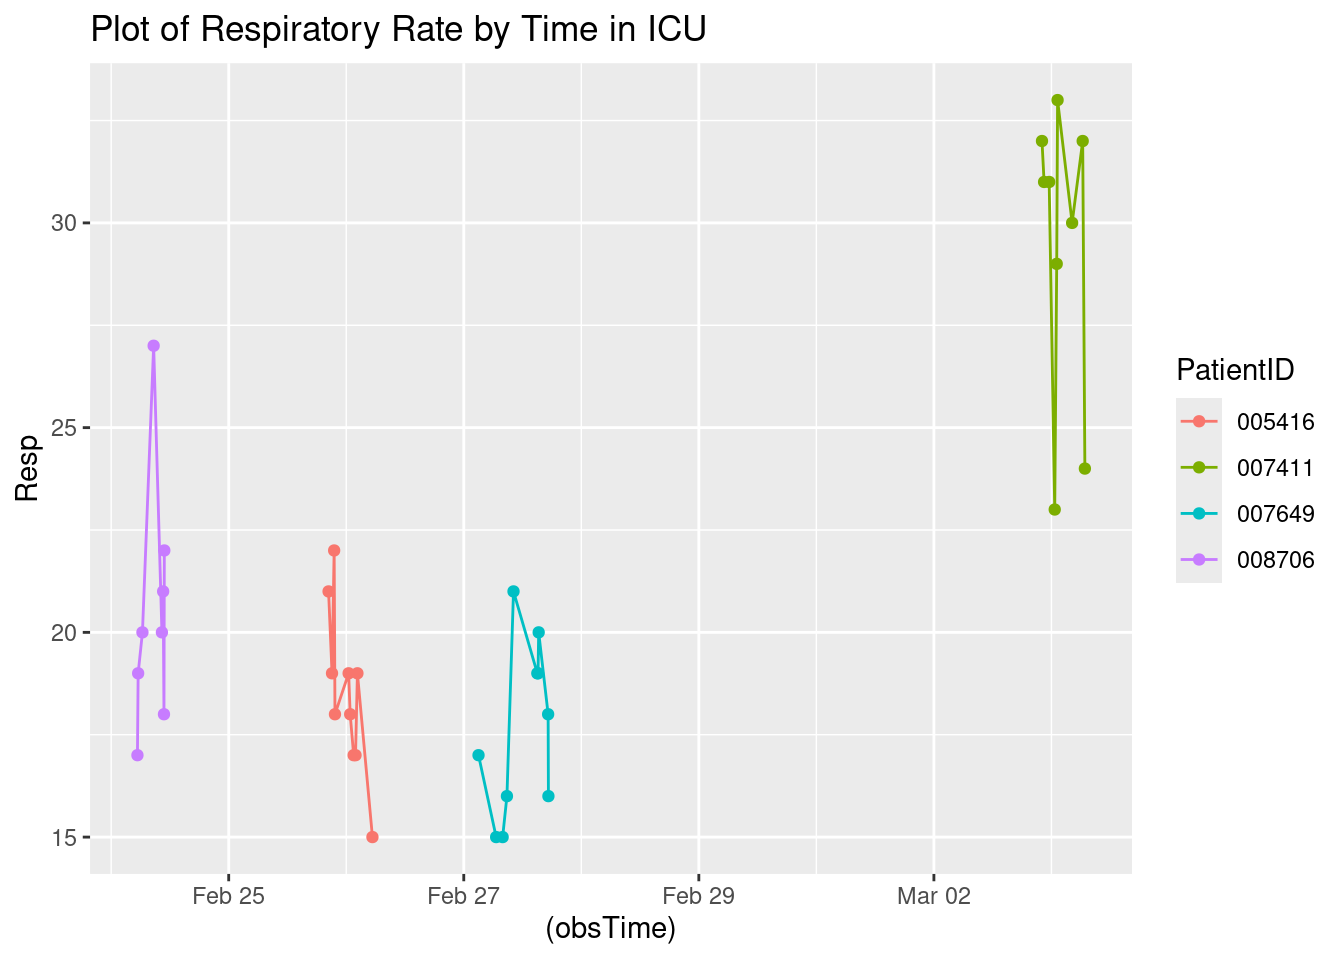 Plot of Respiratory Rate by Time in ICU
30
25
20
15
Resp
Feb 25 Feb 27 Feb 29 Mar 02
(obsTime)
PatientID
005416
007411
007649
008706